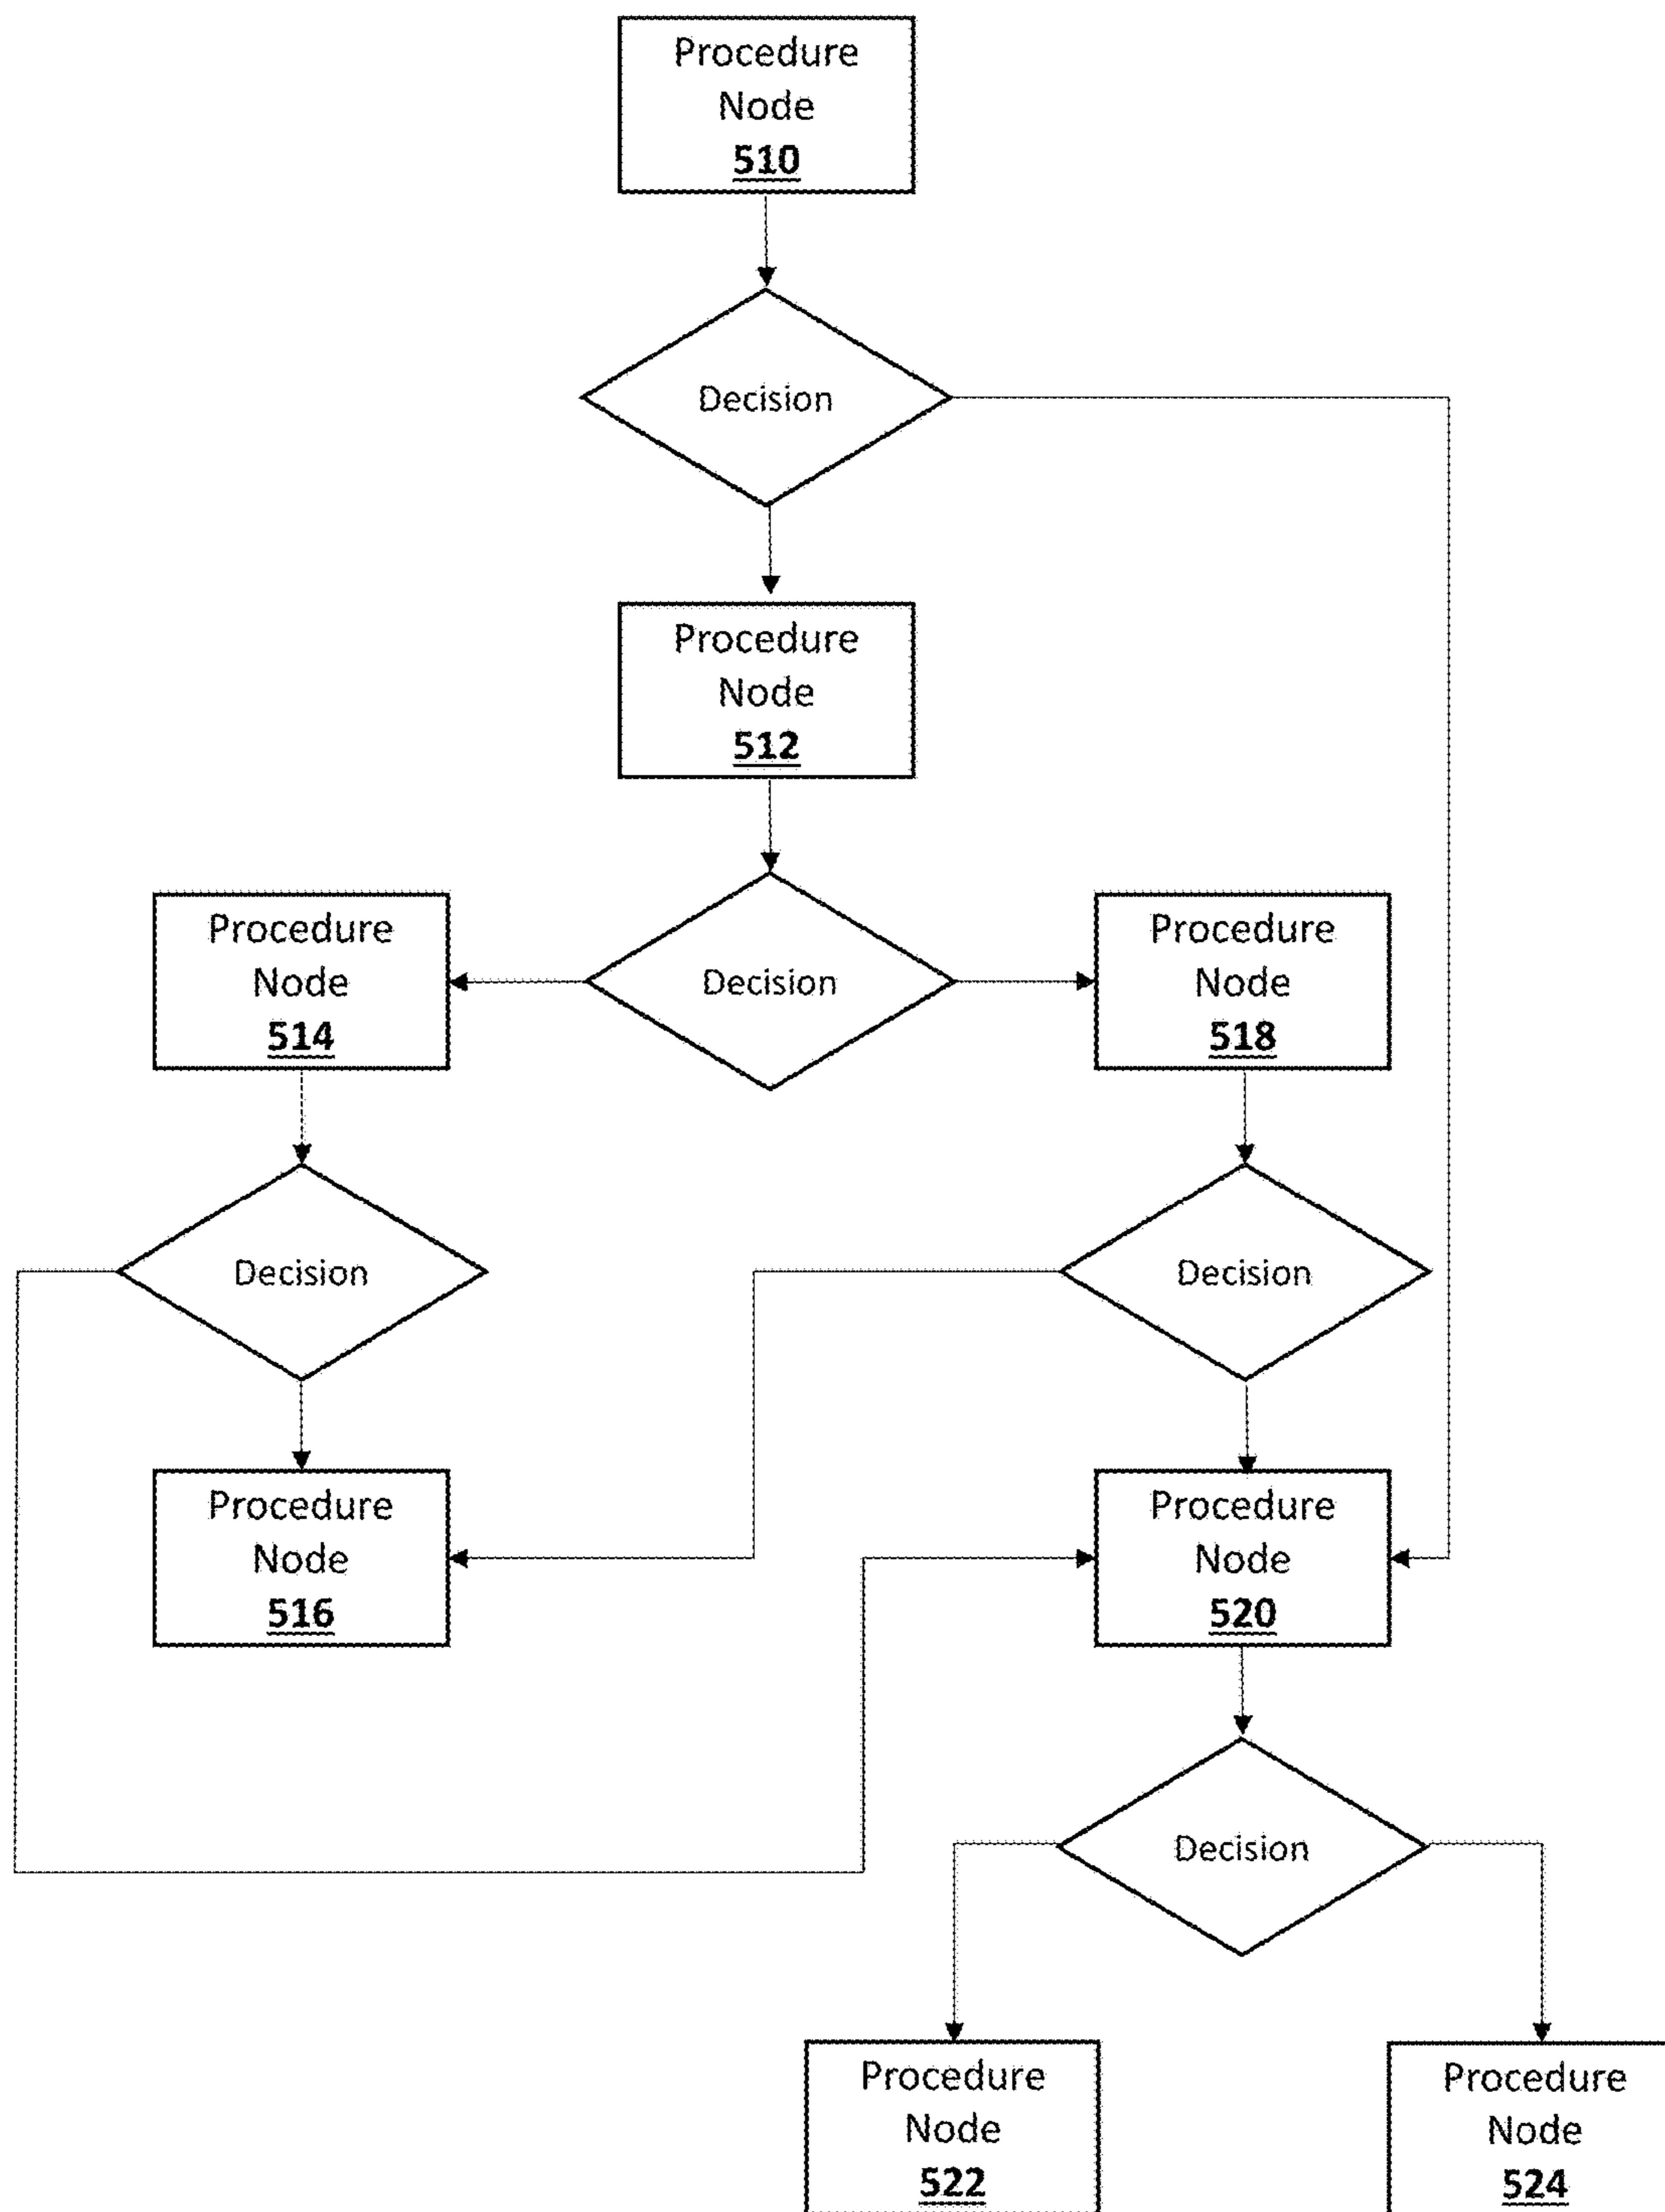 Procedure
Node
510
Decision
Procedure
Node
512
Procedure
Node
514
Decision
Procedure
Node
518
Decision
Decision
Procedure
Node
516
Procedure
Node
520
Decision
Procedure
Node
522
Procedure
Node
524